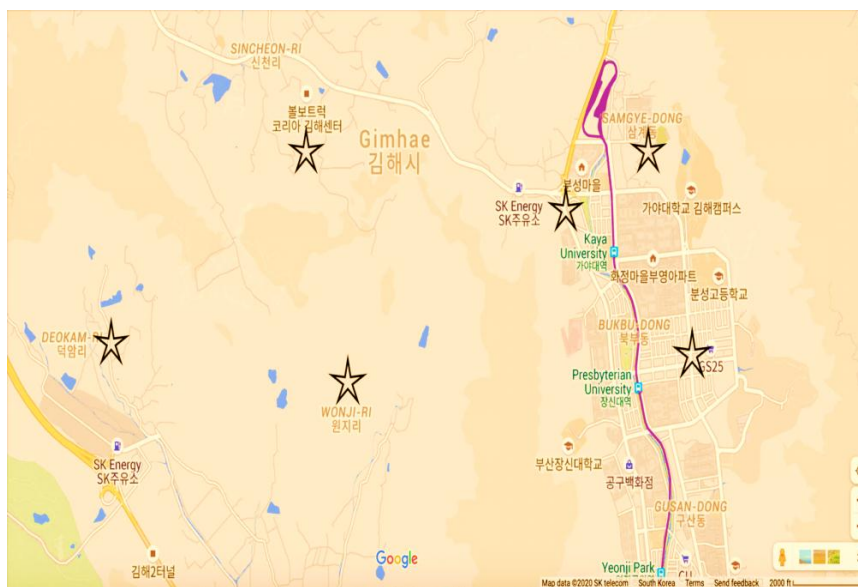 SINCHEON-RI
신천리
볼보트럭
코리아 김해센터
Gimhae
김해시
SAMGYE-DONG
삼계동
분성마을
SK Energy
SK주유소
가야대학교 김해캠퍼스
Kaya
University
가야대역
화정마을부영아파트
분성고등학교
DEOKAM-RI
덕암리
BUKBU-DONG
북부동
GS25
Presbyterian
University
장신대역
WONJI-RI
원지리
SK Energy
SK주유소
부산장신대학교
공구백화점
GUSAN-DONG
구산동
김해2터널
Google
Yeonji Park
CU
Map data ©2020 SK telecom South Korea Terms Send feedback 2000 ft